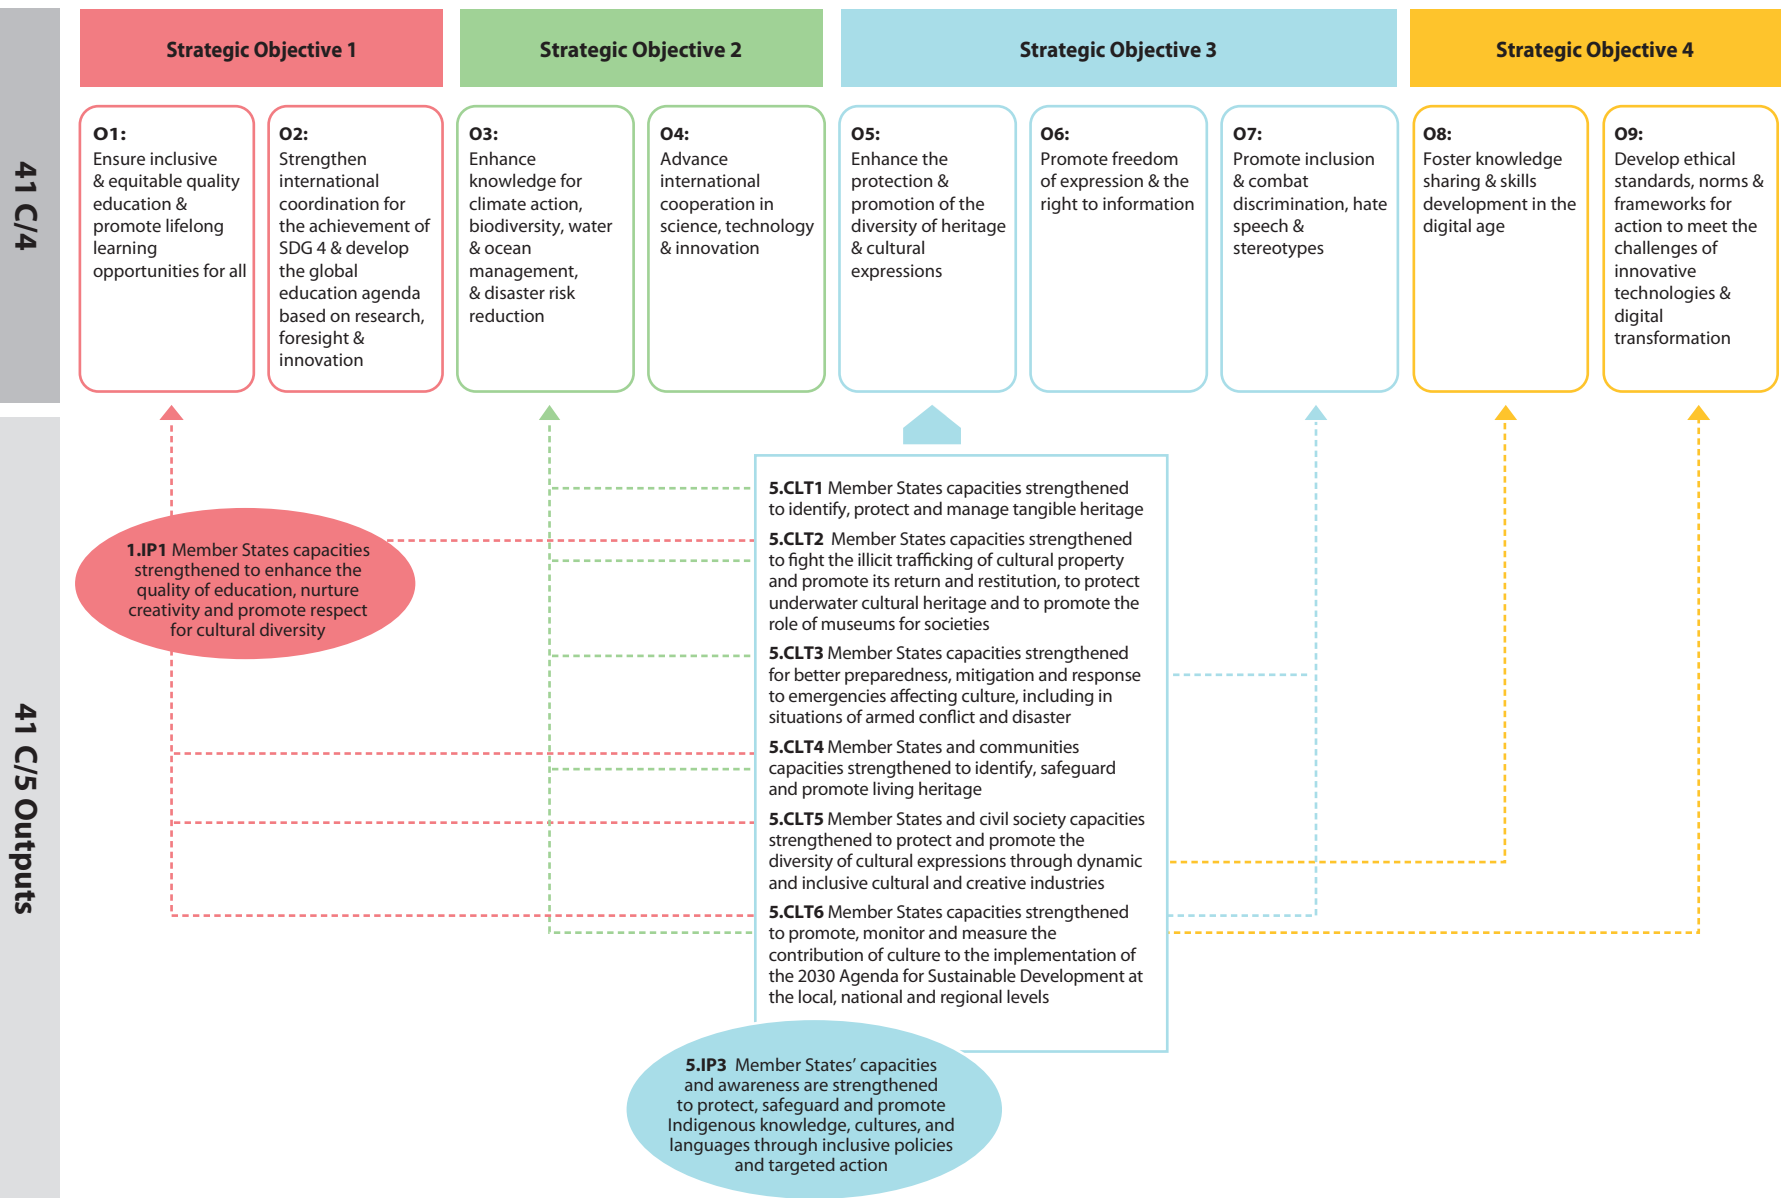 41 C/4
Strategic Objective 1
Strategic Objective 2
Strategic Objective 3
Strategic Objective 4
O1:
Ensure inclusive
& equitable quality
education &
promote lifelong
learning
opportunities for all
O2:
Strengthen
international
coordination for
the achievement of
SDG 4 & develop
the global
education agenda
based on research,
foresight &
innovation
O3:
Enhance
knowledge for
climate action,
biodiversity, water
& ocean
management,
& disaster risk
reduction
O4:
Advance
international
cooperation in
science, technology
& innovation
O5:
Enhance the
protection &
promotion of the
diversity of heritage
& cultural
expressions
O6:
Promote freedom
of expression & the
right to information
O7:
Promote inclusion
& combat
discrimination, hate
speech &
stereotypes
O8:
Foster knowledge
sharing & skills
development in the
digital age
O9:
Develop ethical
standards, norms &
frameworks for
action to meet the
challenges of
innovative
technologies &
digital
transformation
41 C/5 Outputs
1.IP1 Member States capacities
strengthened to enhance the
quality of education, nurture
creativity and promote respect
for cultural diversity
5.CLT1 Member States capacities strengthened
to identify, protect and manage tangible heritage
5.CLT2 Member States capacities strengthened
to fight the illicit trafficking of cultural property
and promote its return and restitution, to protect
underwater cultural heritage and to promote the
role of museums for societies
5.CLT3 Member States capacities strengthened
for better preparedness, mitigation and response
to emergencies affecting culture, including in
situations of armed conflict and disaster
5.CLT4 Member States and communities
capacities strengthened to identify, safeguard
and promote living heritage
5.CLT5 Member States and civil society capacities
strengthened to protect and promote the
diversity of cultural expressions through dynamic
and inclusive cultural and creative industries
5.CLT6 Member States capacities strengthened
to promote, monitor and measure the
contribution of culture to the implementation of
the 2030 Agenda for Sustainable Development at
the local, national and regional levels
5.IP3 Member States’ capacities
and awareness are strengthened
to protect, safeguard and promote
Indigenous knowledge, cultures, and
languages through inclusive policies
and targeted action